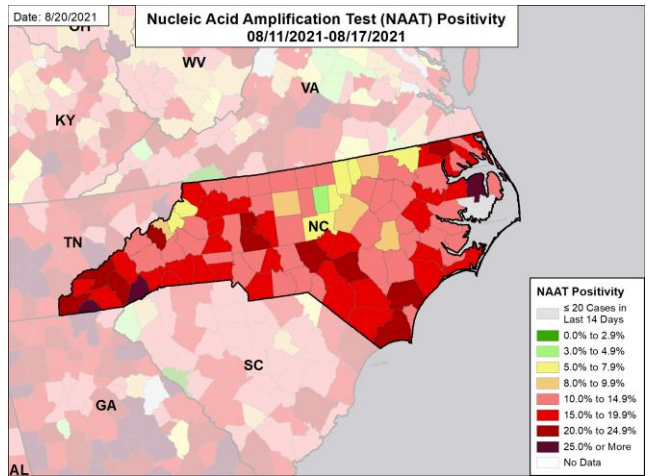 Date: 8/20/2021
Nucleic Acid Amplification Test (NAAT) Positivity
08/11/2021-08/17/2021
OH
WV
VA
KY
TN
NC
SC
GA
AL
NAAT Positivity
≤ 20 Cases in
Last 14 Days
0.0% to 2.9%
3.0% to 4.9%
5.0% to 7.9%
8.0% to 9.9%
10.0% to 14.9%
15.0% to 19.9%
20.0% to 24.9%
25.0% or More
No Data